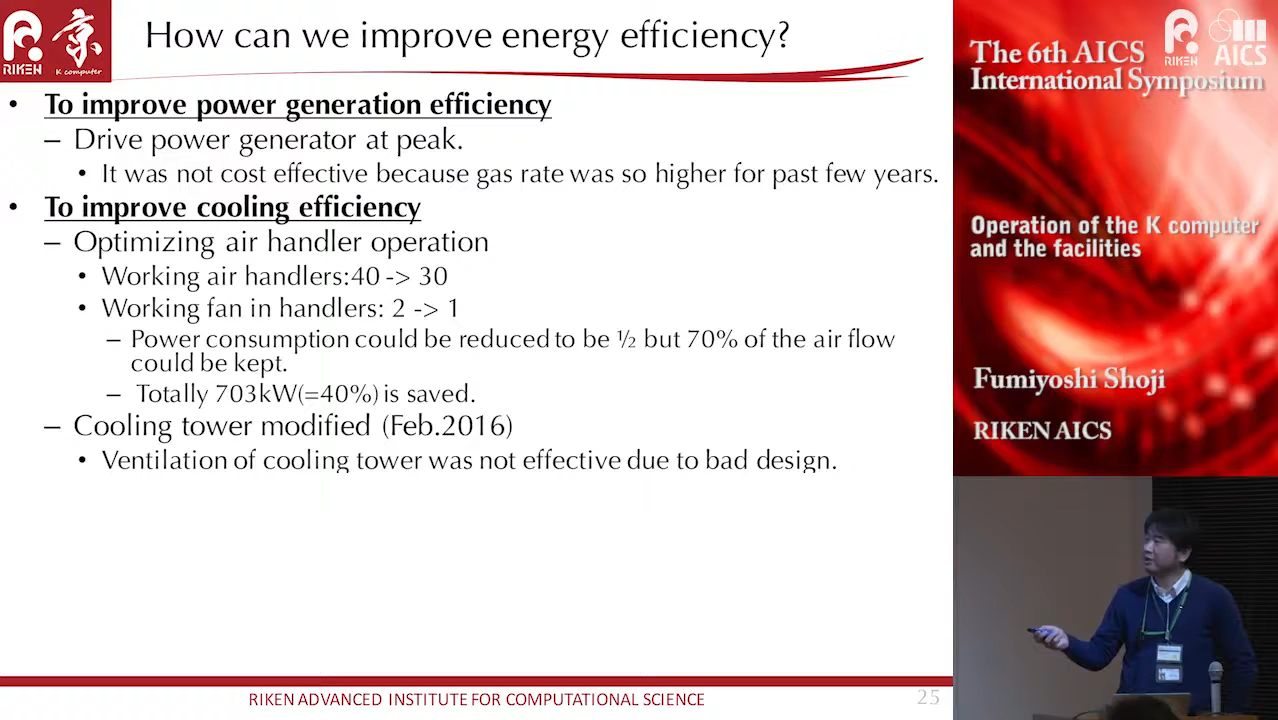 RIKEN
京
K computer
How can we improve energy efficiency?
• To improve power generation efficiency
– Drive power generator at peak.
• It was not cost effective because gas rate was so higher for past few years.
• To improve cooling efficiency
– Optimizing air handler operation
• Working air handlers:40 -> 30
• Working fan in handlers: 2 -> 1
– Power consumption could be reduced to be ½ but 70% of the air flow
could be kept.
– Totally 703kW(=40%) is saved.
– Cooling tower modified (Feb.2016)
• Ventilation of cooling tower was not effective due to bad design.
RIKEN ADVANCED INSTITUTE FOR COMPUTATIONAL SCIENCE
25
RIKEN
AICS
The 6th AICS
International Symposium
Operation of the K computer
and the facilities
Fumiyoshi Shoji
RIKEN AICS